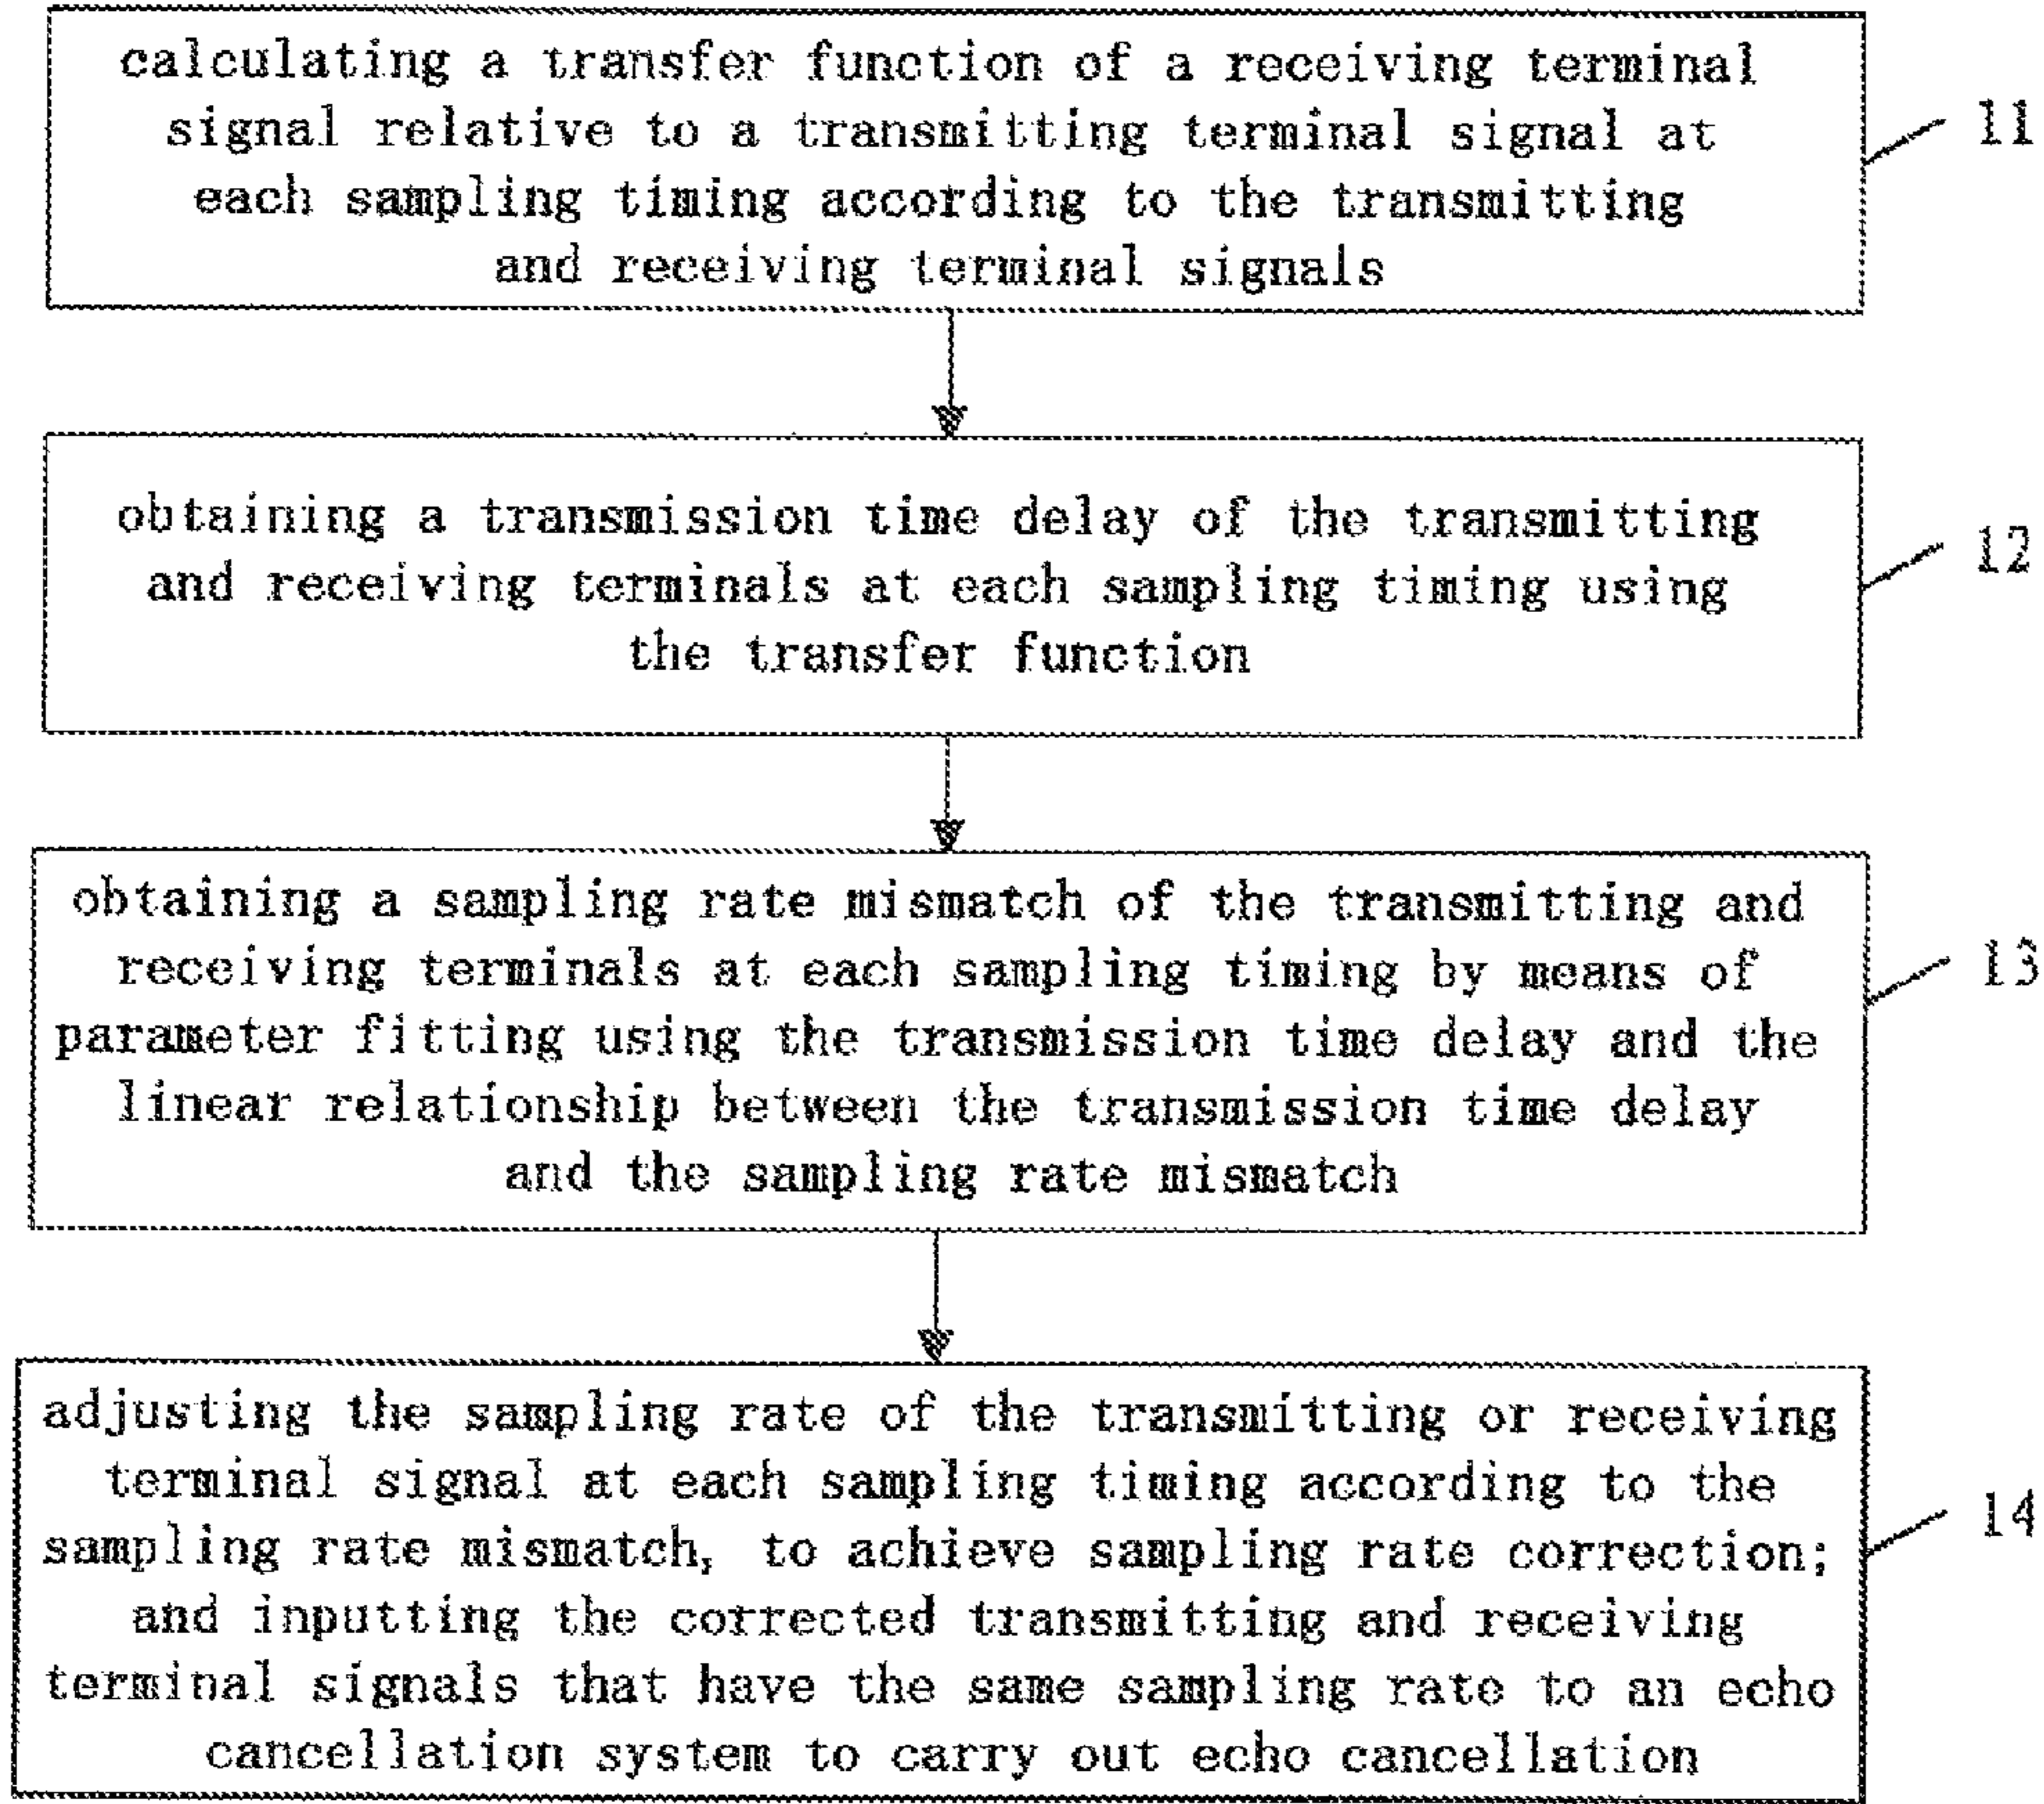 calculating a transfer function of a receiving terminal
signal relative to a transmitting terminal signal at
each sampling timing according to the transmitting
and receiving terminal signals
11
obtaining a transmission time delay of the transmitting
and receiving terminals at each sampling timing using
the transfer function
12
obtaining a sampling rate mismatch of the transmitting and
receiving terminals at each sampling timing by means of
parameter fitting using the transmission time delay and the
linear relationship between the transmission time delay
and the sampling rate mismatch
13
adjusting the sampling rate of the transmitting or receiving
terminal signal at each sampling timing according to the
sampling rate mismatch, to achieve sampling rate correction;
and inputting the corrected transmitting and receiving
terminal signals that have the same sampling rate to an echo
cancellation system to carry out echo cancellation
14